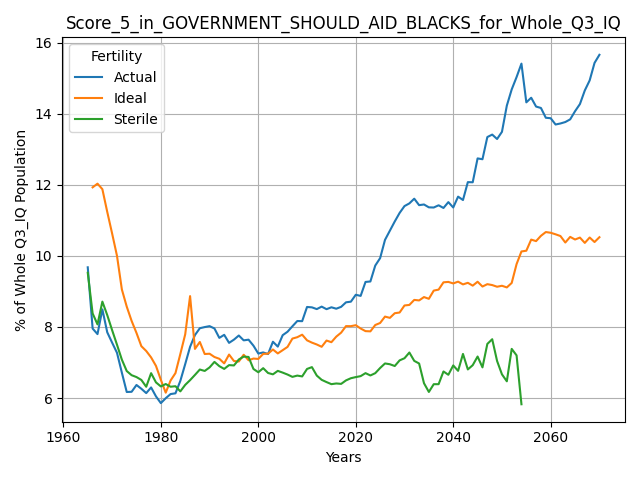 Score_5_in_GOVERNMENT_SHOULD_AID_BLACKS_for_Whole_Q3_IQ
Fertility
Actual
Ideal
Sterile
% of Whole Q3_IQ Population
16
14
12
10
8
6
1960
1980
2000
2020
2040
2060
Years